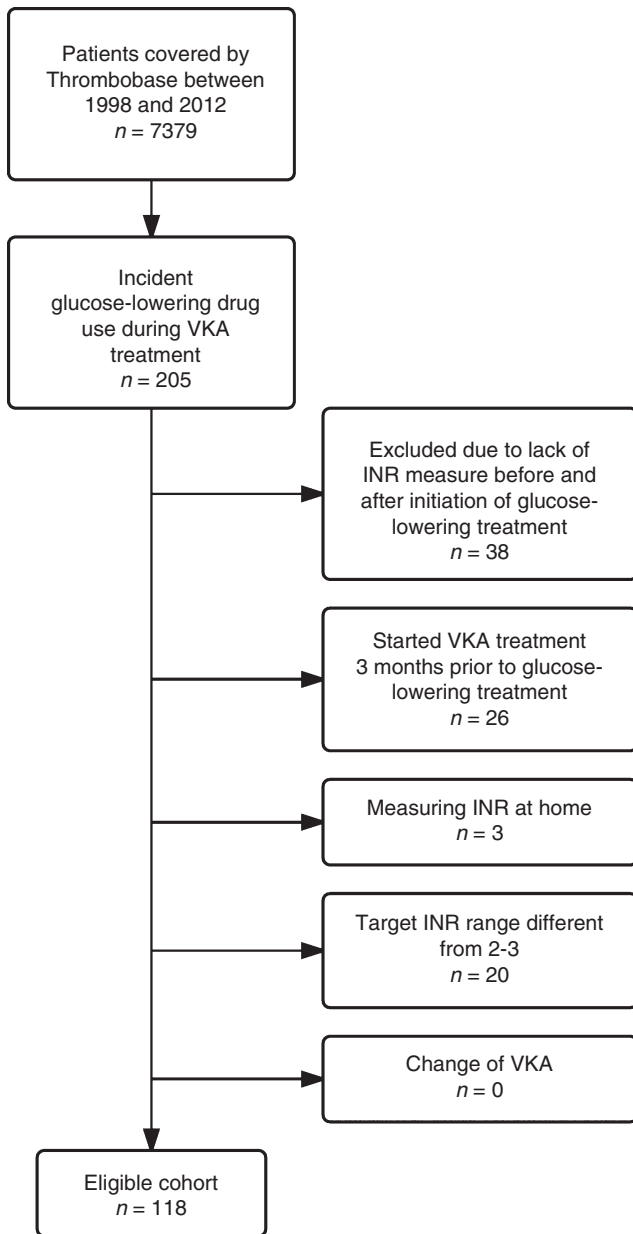 Patients covered by
Thrombobase between
1998 and 2012
n = 7379
Incident
glucose-lowering drug
use during VKA
treatment
n = 205
Excluded due to lack of
INR measure before and
after initiation of glucose-
lowering treatment
n = 38
Started VKA treatment
3 months prior to glucose-
lowering treatment
n = 26
Measuring INR at home
n = 3
Target INR range different
from 2-3
n = 20
Change of VKA
n = 0
Eligible cohort
n = 118